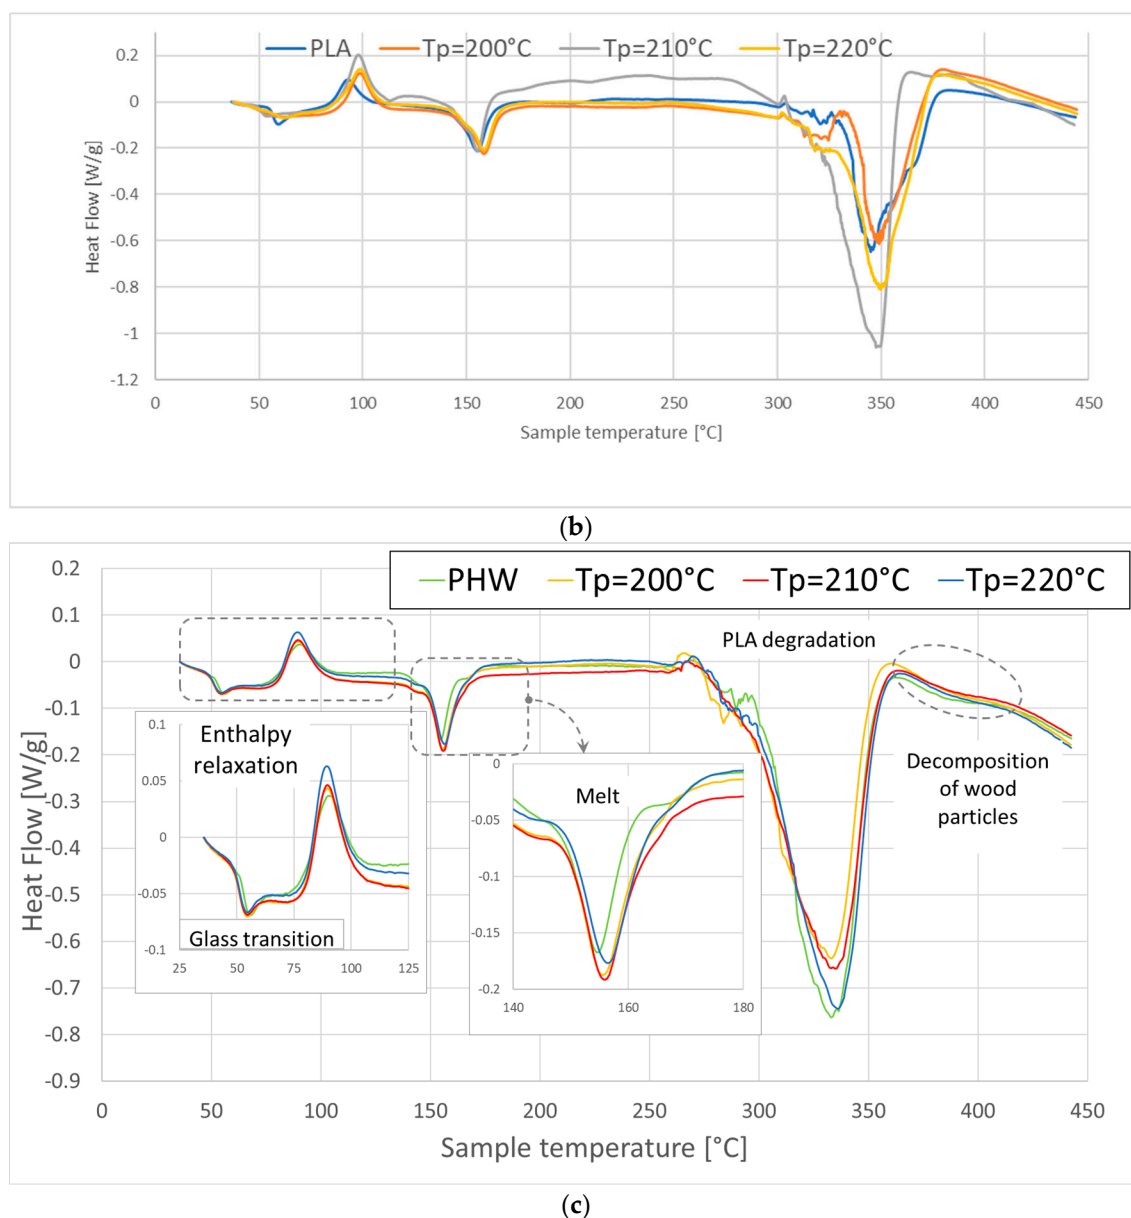 PLA Tp=200°C Tp=210°C Tp=220°C
0.2
0
-0.2
-0.4
-0.6
-0.8
-1
-1.2
Heat Flow [W/g]
0 50 100 150 200 250 300 350 400 450
Sample temperature [°C]
(b)
PHW Tp=200°C Tp=210°C Tp=220°C
0.2
0.1
0
-0.1
-0.2
-0.3
-0.4
-0.5
-0.6
-0.7
-0.8
-0.9
Heat Flow [W/g]
PLA degradation
Decomposition
of wood
particles
0.1
0.05
0
-0.05
-0.1
Enthalpy
relaxation
Glass transition
25 50 75 100 125
0
-0.05
-0.1
-0.15
-0.2
Melt
140 160 180
0 50 100 150 200 250 300 350 400 450
Sample temperature [°C]
(c)